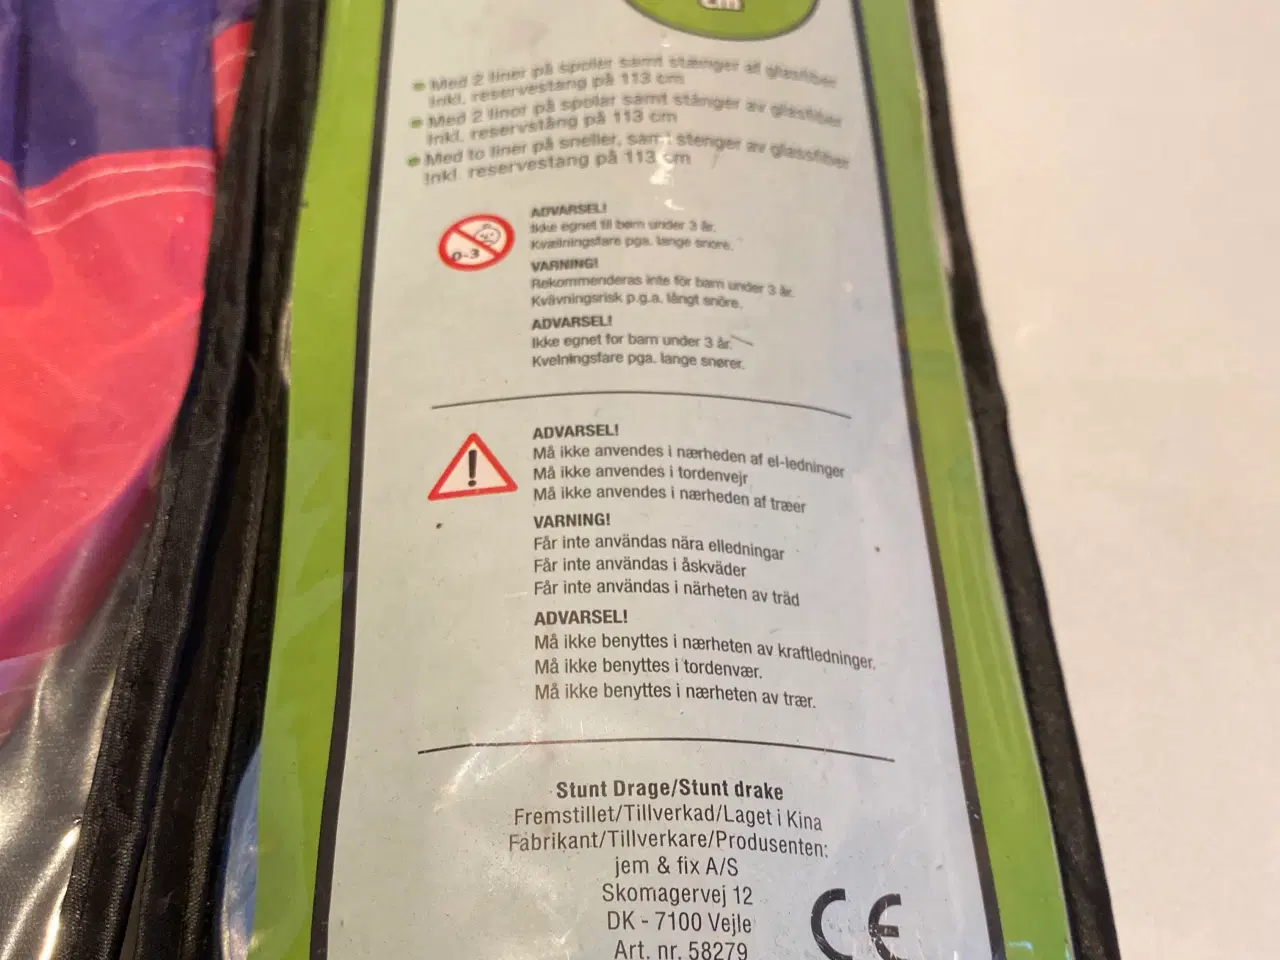 cm
Med 2 liner på spoler samt stænger af glasfiber
Inkl. reservestang på 113 cm
Med 2 linor på spolar samt stänger av glasfiber
Inkl. reservstång på 113 cm
Med to liner på sneller, samt stenger av glassfiber
Inkl. reservestang på 113 cm
0-3
ADVARSEL!
Ikke egnet til børn under 3 år.
Kvælningsfare pga. lange snore.
VARNING!
Rekommenderas inte för barn under 3 år.
Kvävningsrisk p.g.a. långt snöre.
ADVARSEL!
Ikke egnet for barn under 3 år.
Kvelningsfare pga. lange snører.
ADVARSEL!
Må ikke anvendes i nærheden af el-ledninger
Må ikke anvendes i tordenvejr
Må ikke anvendes i nærheden af træer
VARNING!
Får inte användas nära elledningar
Får inte användas i åskväder
Får inte användas i närheten av träd
ADVARSEL!
Må ikke benyttes i nærheten av kraftledninger.
Må ikke benyttes i tordenvær.
Må ikke benyttes i nærheten av trær.
Stunt Drage/Stunt drake
Fremstillet/Tillverkad/Laget i Kina
Fabrikant/Tillverkare/Produsenten:
jem & fix A/S
Skomagervej 12
DK - 7100 Vejle
Art. nr. 58279
CE